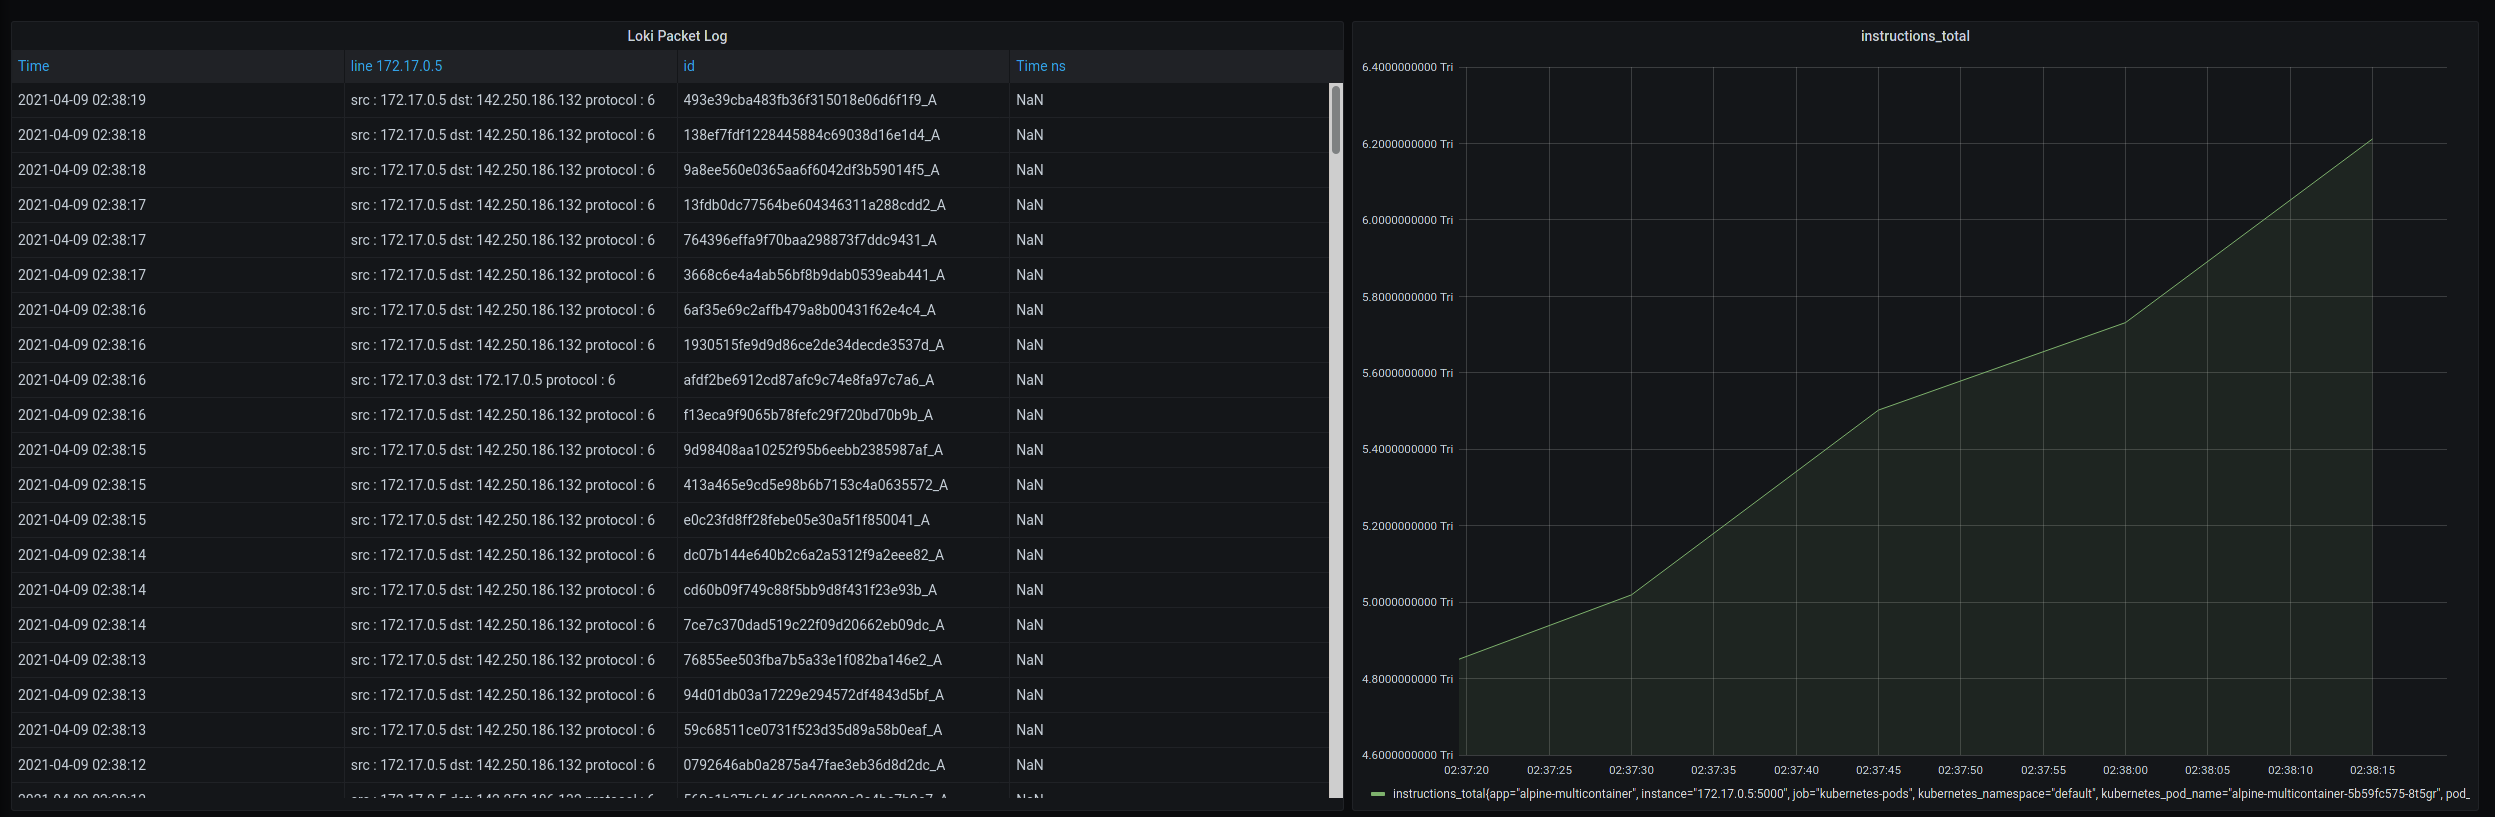 Loki Packet Log
Time line 172.17.0.5 id Time ns
2021-04-09 02:38:19 src : 172.17.0.5 dst: 142.250.186.132 protocol : 6 493e39cba483fb36f315018e06d6f1f9_A NaN
2021-04-09 02:38:18 src : 172.17.0.5 dst: 142.250.186.132 protocol : 6 138ef7fdf1228445884c69038d16e1d4_A NaN
2021-04-09 02:38:18 src : 172.17.0.5 dst: 142.250.186.132 protocol : 6 9a8ee560e0365aa6f6042df3b59014f5_A NaN
2021-04-09 02:38:17 src : 172.17.0.5 dst: 142.250.186.132 protocol : 6 13fdb0dc77564be604346311a288cdd2_A NaN
2021-04-09 02:38:17 src : 172.17.0.5 dst: 142.250.186.132 protocol : 6 764396effa9f70baa298873f7ddc9431_A NaN
2021-04-09 02:38:17 src : 172.17.0.5 dst: 142.250.186.132 protocol : 6 3668c6e4a4ab56bf8b9dab0539eab441_A NaN
2021-04-09 02:38:16 src : 172.17.0.5 dst: 142.250.186.132 protocol : 6 6af35e69c2affb479a8b00431f62e4c4_A NaN
2021-04-09 02:38:16 src : 172.17.0.5 dst: 142.250.186.132 protocol : 6 1930515fe9d9d86ce2de34decde3537d_A NaN
2021-04-09 02:38:16 src : 172.17.0.3 dst: 172.17.0.5 protocol : 6 afdf2be6912cd87afc9c74e8fa97c7a6_A NaN
2021-04-09 02:38:16 src : 172.17.0.5 dst: 142.250.186.132 protocol : 6 f13eca9f9065b78fefc29f720bd70b9b_A NaN
2021-04-09 02:38:15 src : 172.17.0.5 dst: 142.250.186.132 protocol : 6 9d98408aa10252f95b6eebb2385987af_A NaN
2021-04-09 02:38:15 src : 172.17.0.5 dst: 142.250.186.132 protocol : 6 413a465e9cd5e98b6b7153c4a0635572_A NaN
2021-04-09 02:38:15 src : 172.17.0.5 dst: 142.250.186.132 protocol : 6 e0c23fd8ff28febe05e30a5f1f850041_A NaN
2021-04-09 02:38:14 src : 172.17.0.5 dst: 142.250.186.132 protocol : 6 dc07b144e640b2c6a2a5312f9a2eee82_A NaN
2021-04-09 02:38:14 src : 172.17.0.5 dst: 142.250.186.132 protocol : 6 cd60b09f749c88f5bb9d8f431f23e93b_A NaN
2021-04-09 02:38:14 src : 172.17.0.5 dst: 142.250.186.132 protocol : 6 7ce7c370dad519c22f09d20662eb09dc_A NaN
2021-04-09 02:38:13 src : 172.17.0.5 dst: 142.250.186.132 protocol : 6 76855ee503fba7b5a33e1f082ba146e2_A NaN
2021-04-09 02:38:13 src : 172.17.0.5 dst: 142.250.186.132 protocol : 6 94d01db03a17229e294572df4843d5bf_A NaN
2021-04-09 02:38:13 src : 172.17.0.5 dst: 142.250.186.132 protocol : 6 59c68511ce0731f523d35d89a58b0eaf_A NaN
2021-04-09 02:38:12 src : 172.17.0.5 dst: 142.250.186.132 protocol : 6 0792646ab0a2875a47fae3eb36d8d2dc_A NaN
instructions_total
6.4000000000 Tri
6.2000000000 Tri
6.0000000000 Tri
5.8000000000 Tri
5.6000000000 Tri
5.4000000000 Tri
5.2000000000 Tri
5.0000000000 Tri
4.8000000000 Tri
4.6000000000 Tri
02:37:20 02:37:25 02:37:30 02:37:35 02:37:40 02:37:45 02:37:50 02:37:55 02:38:00 02:38:05 02:38:10 02:38:15
instructions_total{app="alpine-multicontainer", instance="172.17.0.5:5000", job="kubernetes-pods", kubernetes_namespace="default", kubernetes_pod_name="alpine-multicontainer-5b59fc575-8t5gr", pod_